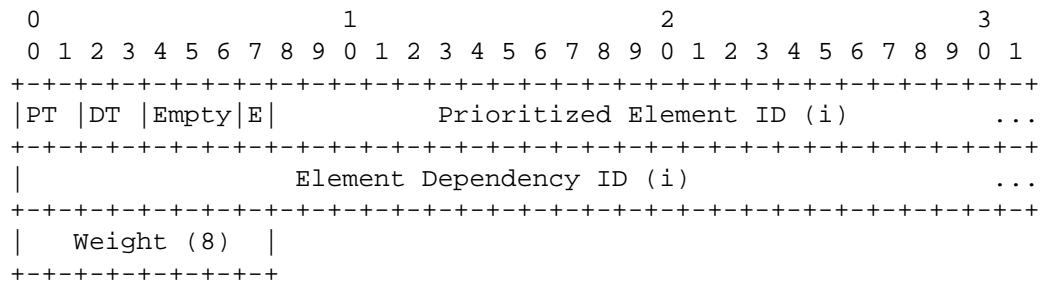 0                   1                   2                   3
 0 1 2 3 4 5 6 7 8 9 0 1 2 3 4 5 6 7 8 9 0 1 2 3 4 5 6 7 8 9 0 1
+-+-+-+-+-+-+-+-+-+-+-+-+-+-+-+-+-+-+-+-+-+-+-+-+-+-+-+-+-+-+-+-+
|PT |DT |Empty|E|          Prioritized Element ID (i)         ...
+-+-+-+-+-+-+-+-+-+-+-+-+-+-+-+-+-+-+-+-+-+-+-+-+-+-+-+-+-+-+-+-+
|                 Element Dependency ID (i)                   ...
+-+-+-+-+-+-+-+-+-+-+-+-+-+-+-+-+-+-+-+-+-+-+-+-+-+-+-+-+-+-+-+-+
|   Weight (8)  |
+-+-+-+-+-+-+-+-+